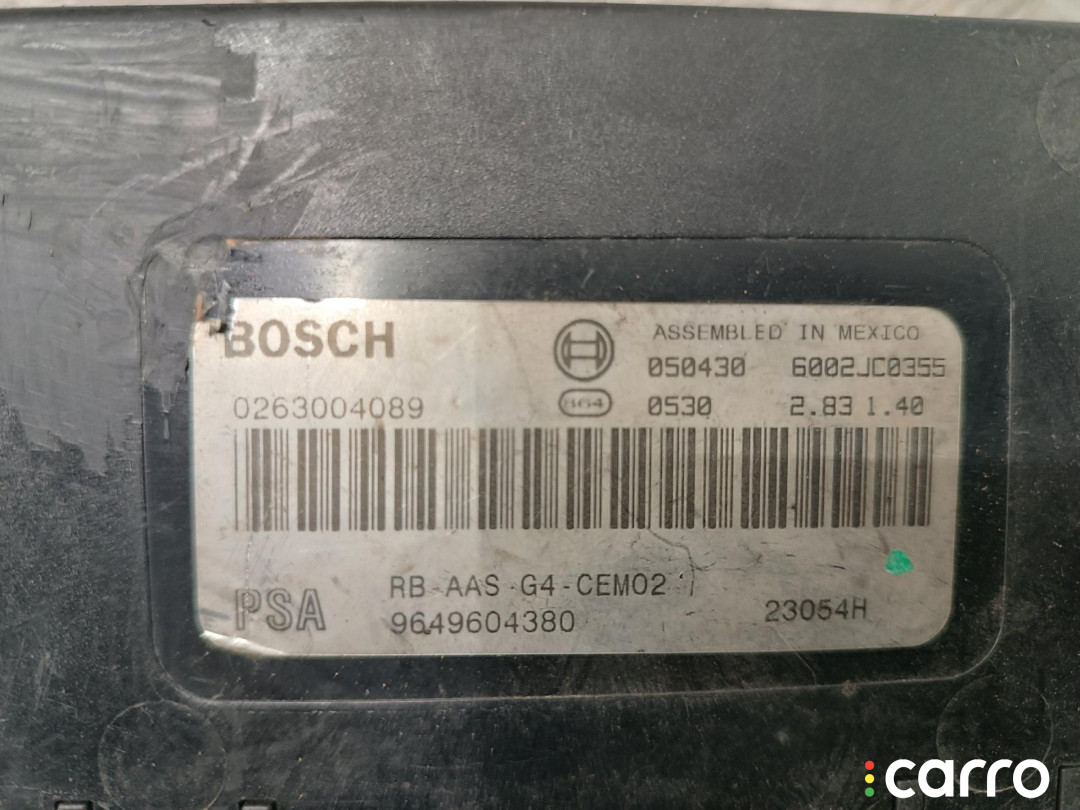 BOSCH
ASSEMBLED IN MEXICO
050430 6002JC0355
0263004089
864
0530 2.83 1.40
PSA
RB-AAS-G4-CEM02
9649604380
23054H
carro